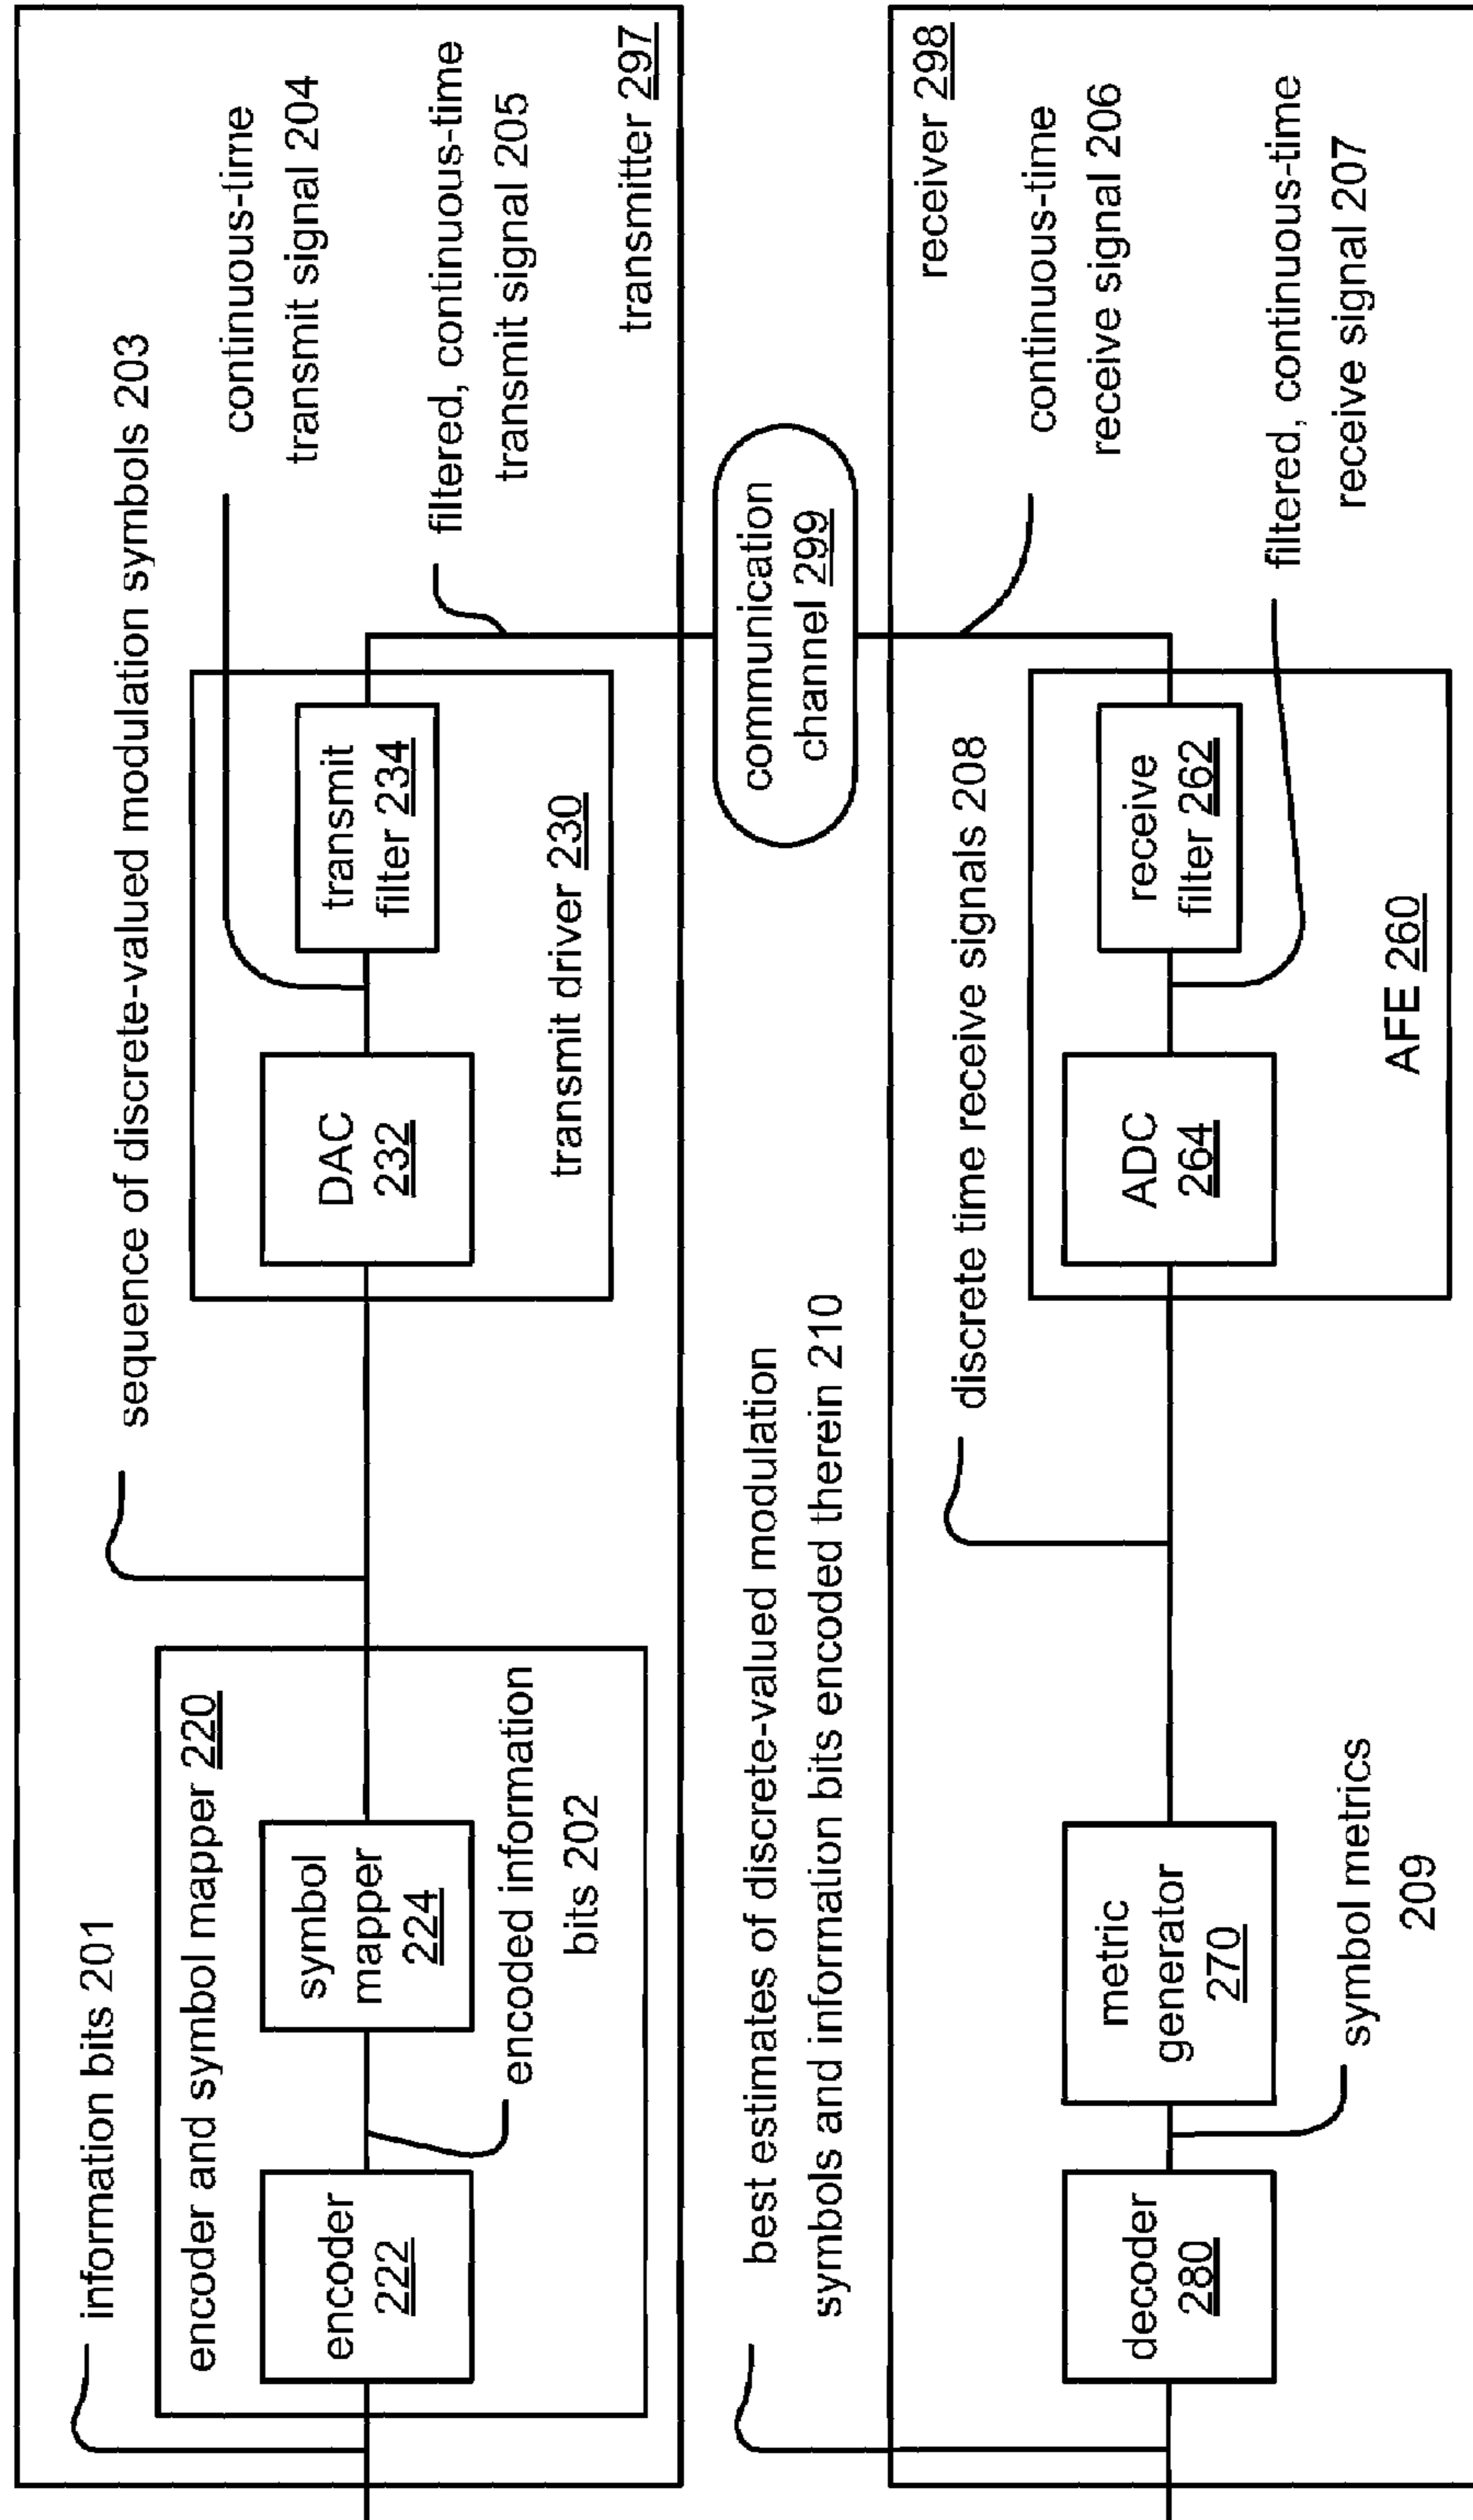 information bits 201
sequence of discrete-valued modulation symbols 203
encoder and symbol mapper 220
encoder
222
symbol
mapper
224
encoded information
bits 202
DAC
232
transmit
filter 234
transmit driver 230
continuous-time
transmit signal 204
filtered, continuous-time
transmit signal 205
transmitter 297
communication
channel 299
best estimates of discrete-valued modulation
symbols and information bits encoded therein 210
receiver 298
discrete time receive signals 208
continuous-time
receive signal 206
decoder
280
metric
generator
270
symbol metrics
209
ADC
264
receive
filter 262
AFE 260
filtered, continuous-time
receive signal 207